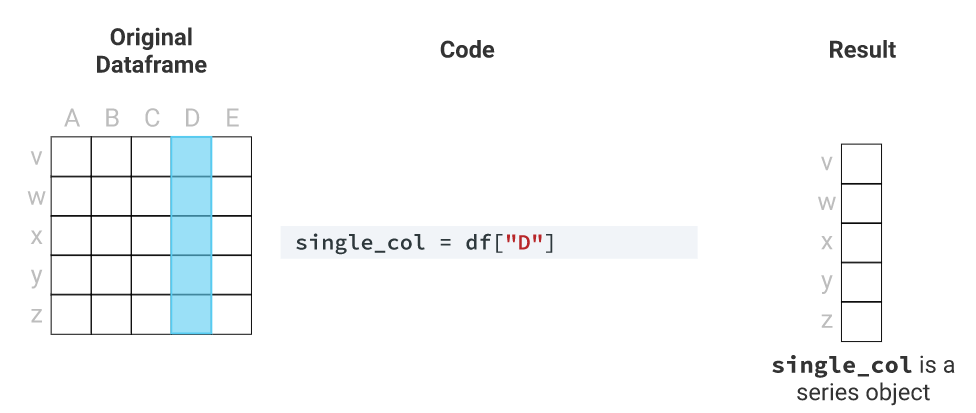 Original
Dataframe
Code
Result
A B C D E
v
w
x
y
z
single_col = df["D"]
v
w
x
y
z
single_col is a
series object